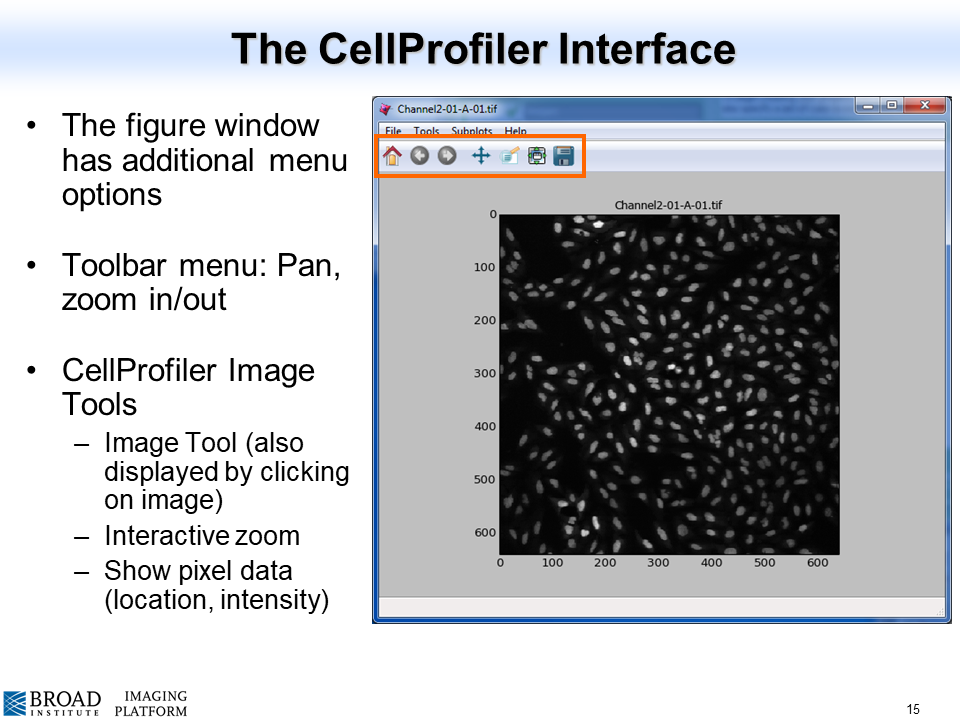 The CellProfiler Interface
• The figure window
has additional menu
options
• Toolbar menu: Pan,
zoom in/out
• CellProfiler Image
Tools
– Image Tool (also
displayed by clicking
on image)
– Interactive zoom
– Show pixel data
(location, intensity)
Channel2-01-A-01.tif
File Tools Subplots Help
Channel2-01-A-01.tif
0
100
200
300
400
500
600
0 100 200 300 400 500 600
BROAD
INSTITUTE
IMAGING
PLATFORM
15